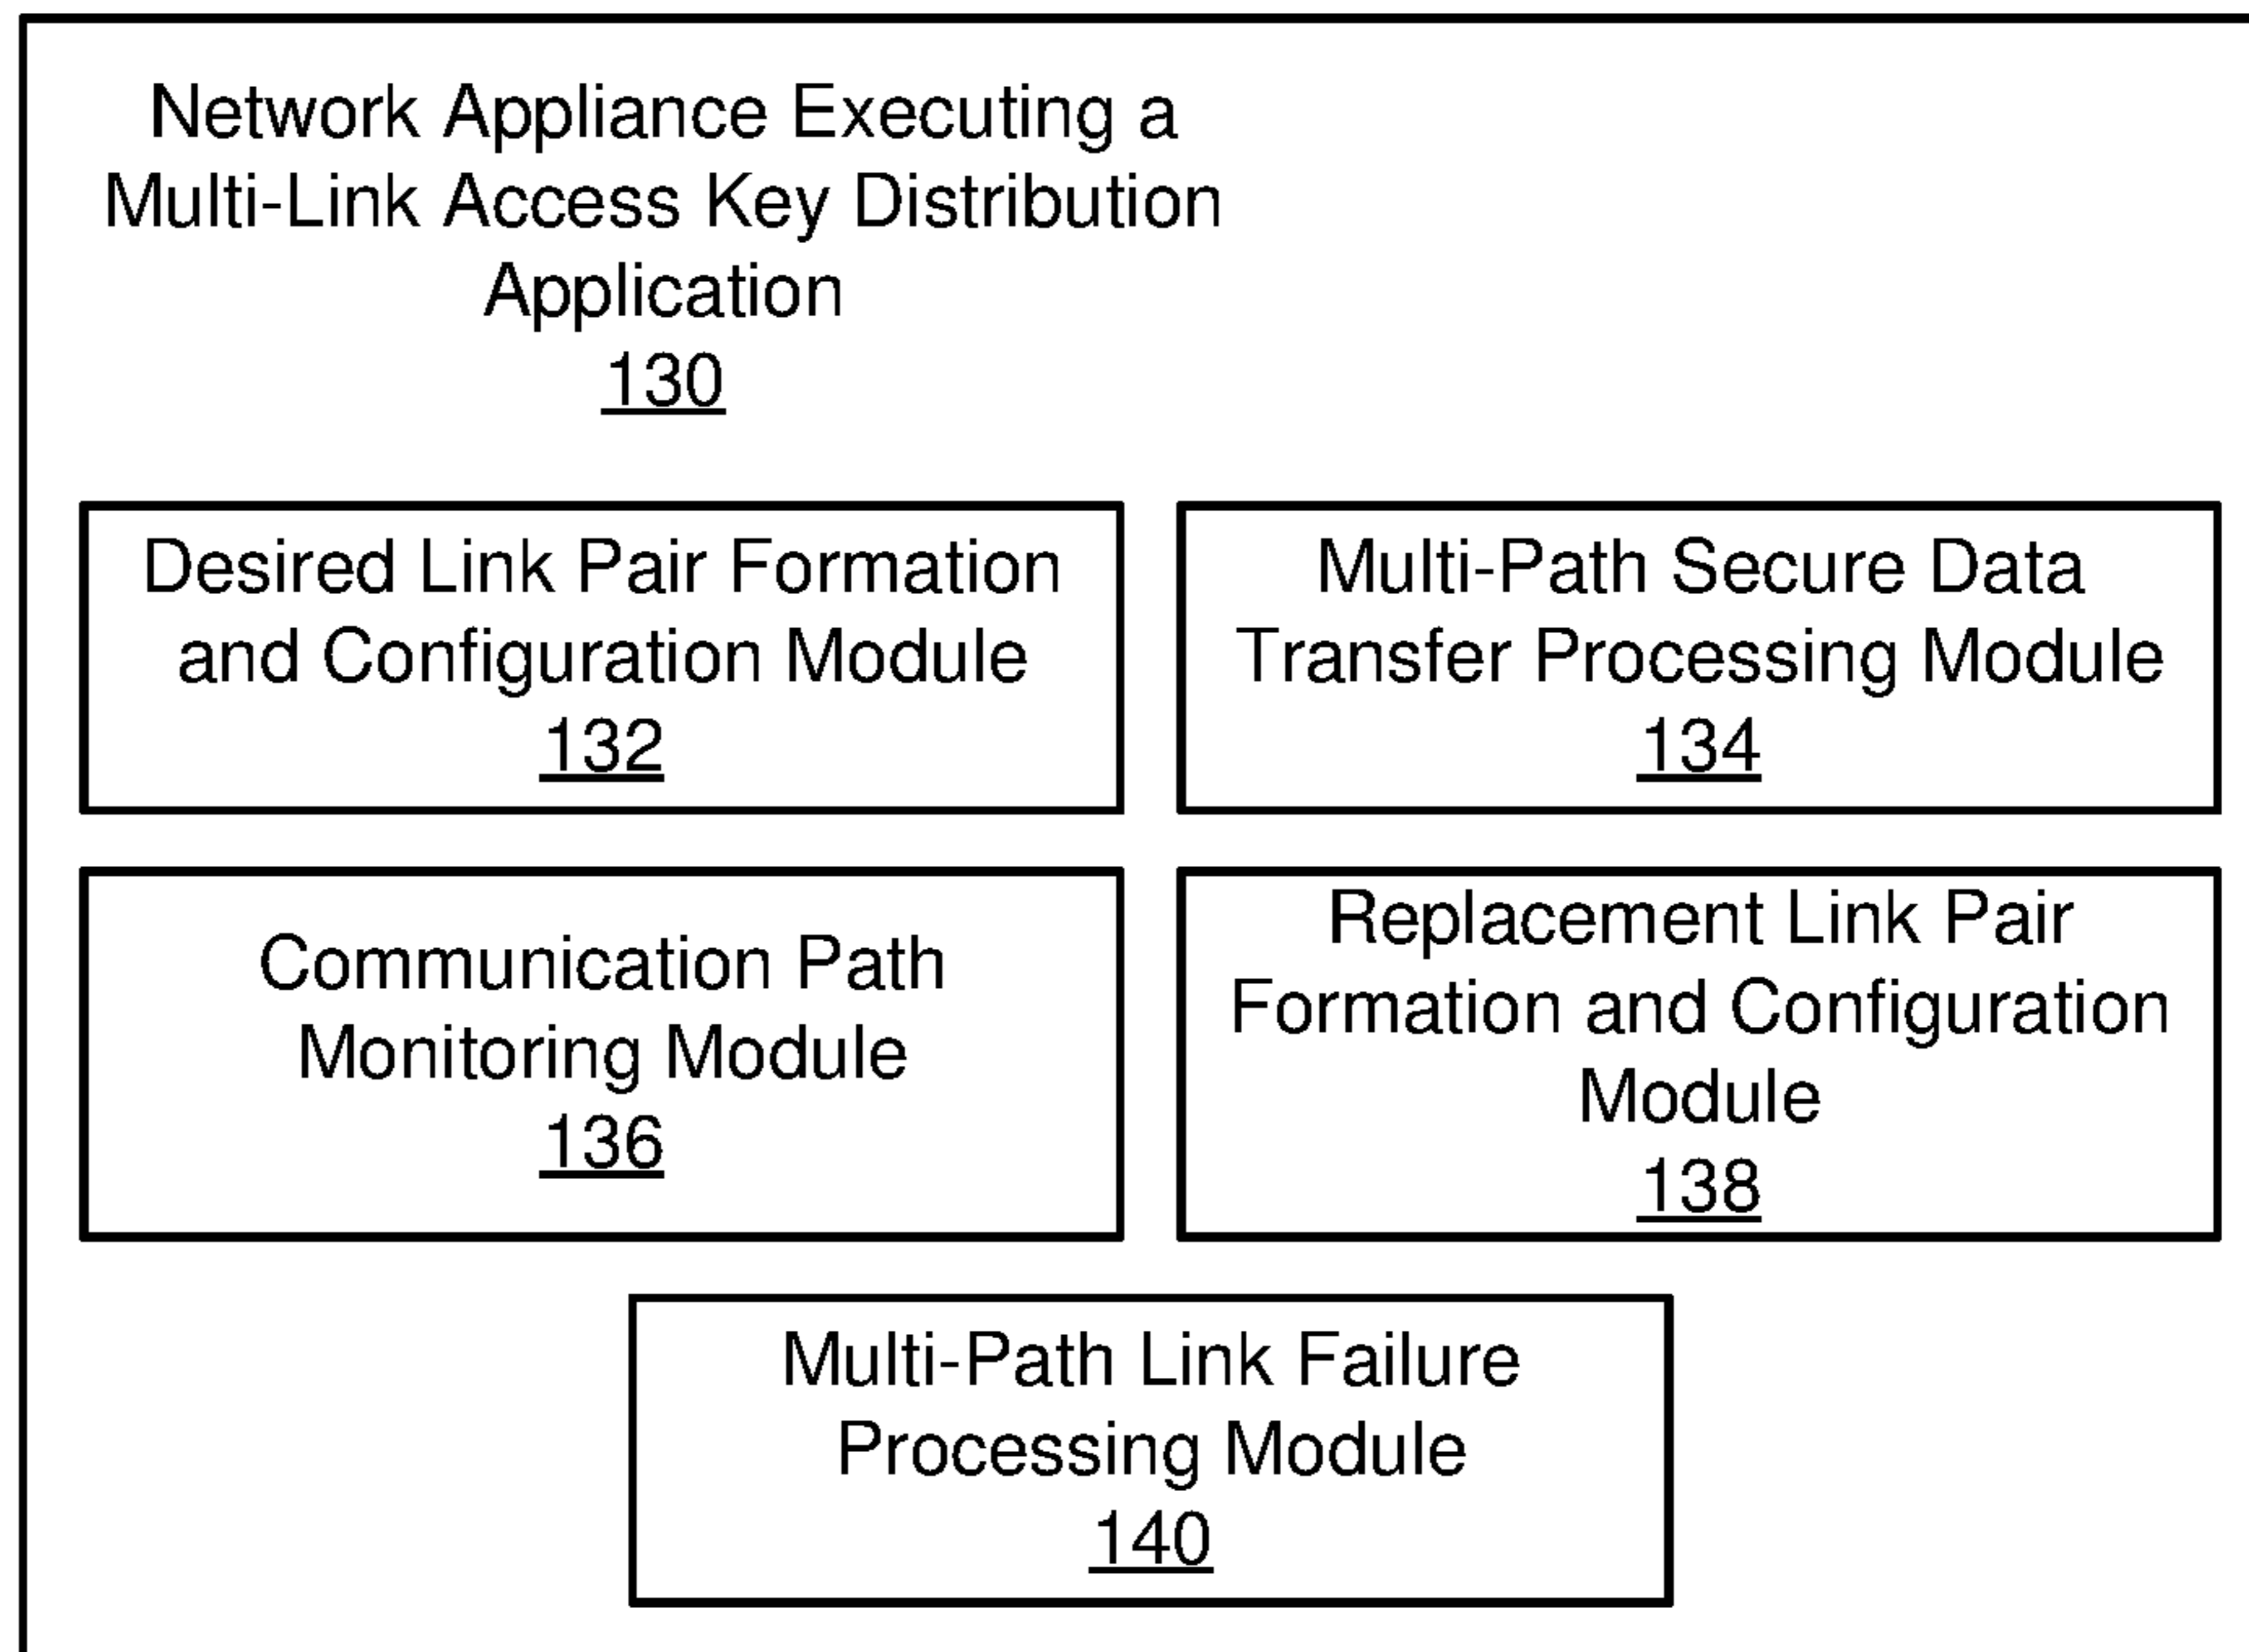 Network Appliance Executing a
Multi-Link Access Key Distribution
Application
130
Desired Link Pair Formation
and Configuration Module
132
Multi-Path Secure Data
Transfer Processing Module
134
Communication Path
Monitoring Module
136
Replacement Link Pair
Formation and Configuration
Module
138
Multi-Path Link Failure
Processing Module
140